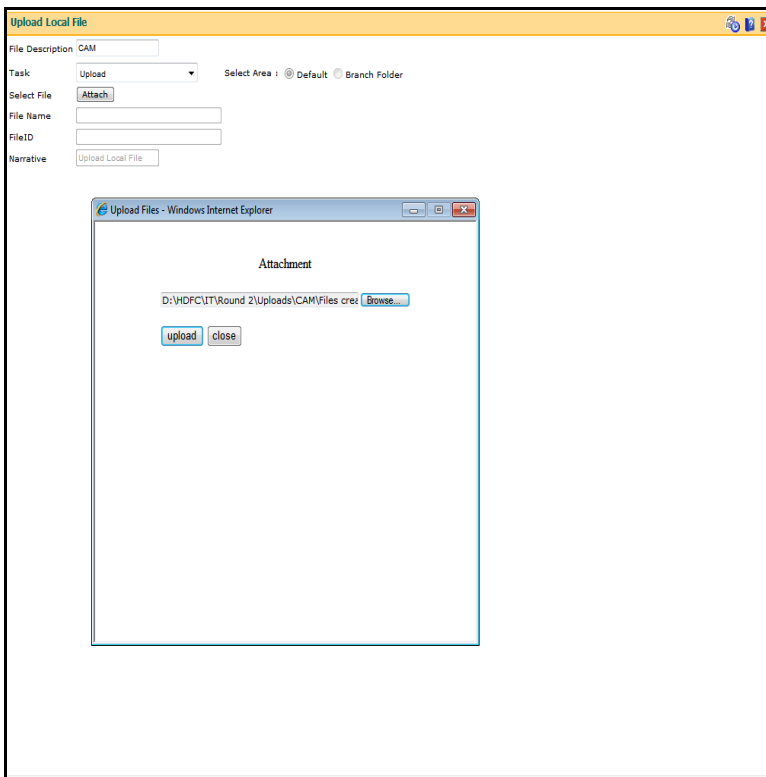 Upload Local File
File Description CAM
Task Upload Select Area : Default Branch Folder
Select File Attach
File Name
FileID
Narrative Upload Local File
Upload Files - Windows Internet Explorer
Attachment
D:\HDFC\IT\Round 2\Uploads\CAM\Files crea Browse...
upload close